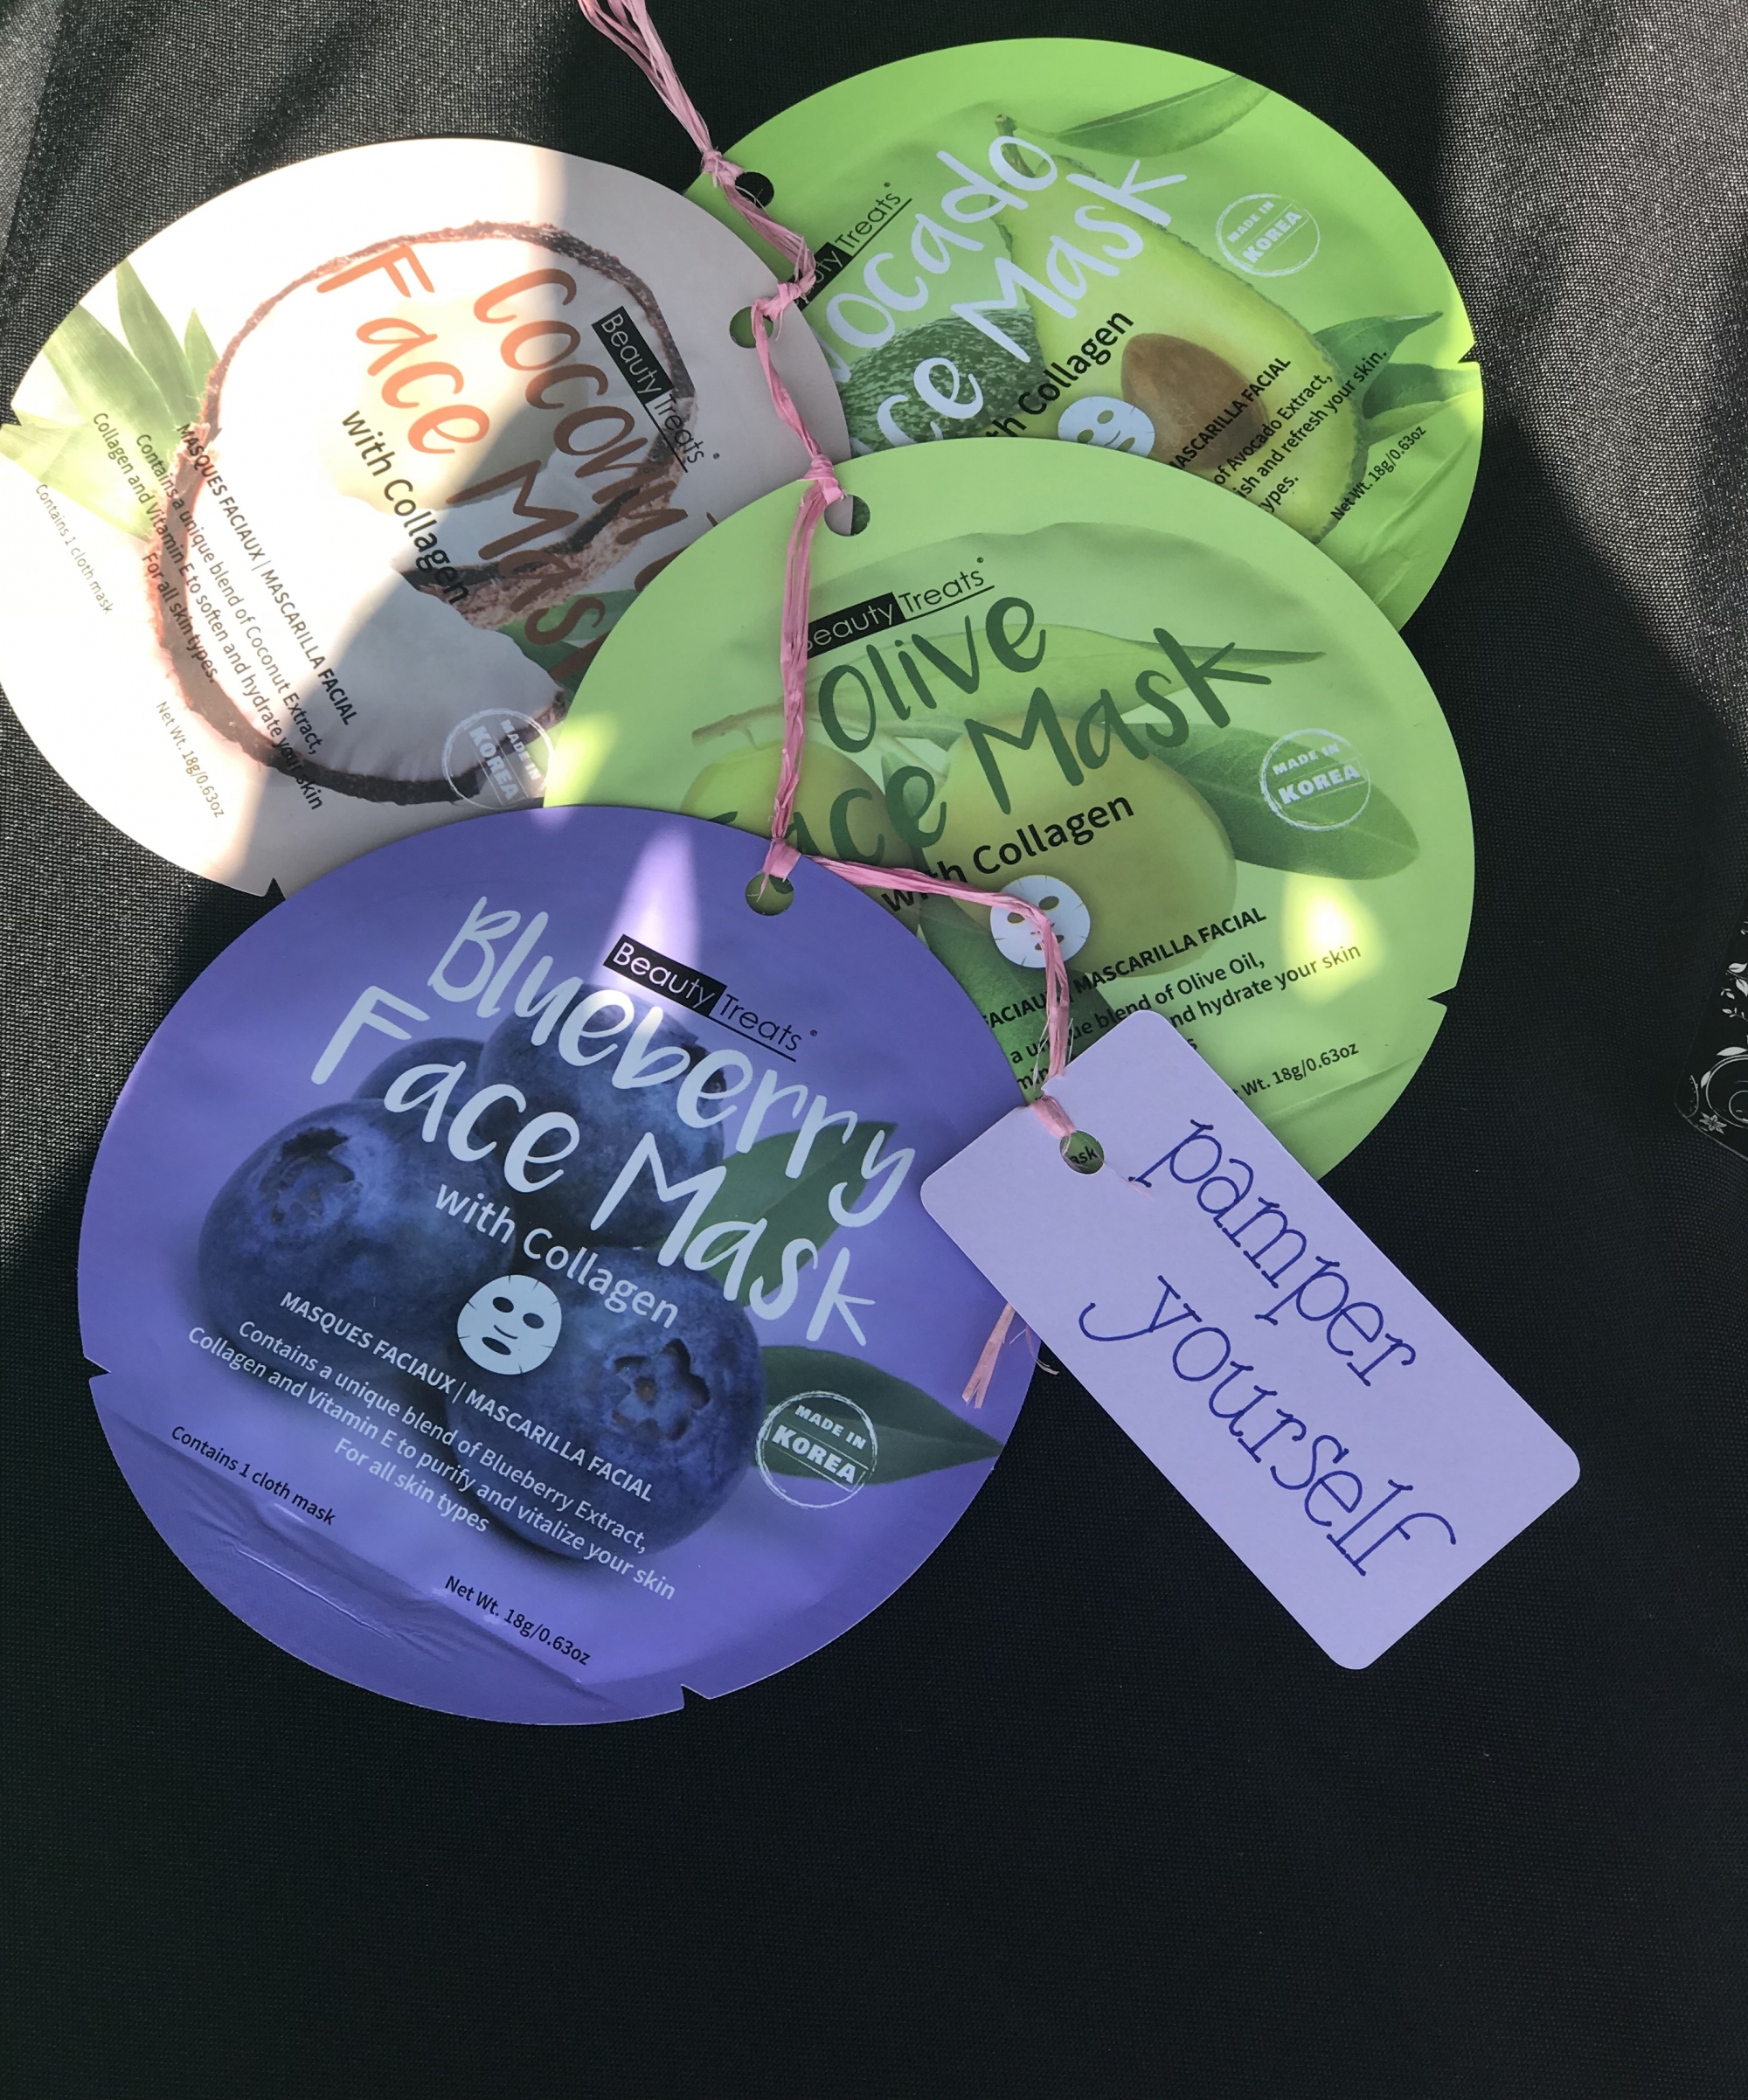 Beauty Treats
Face Mask
with Collagen
MASCARILLA FACIAL
of Avocado Extract,
and refresh your skin.
Net Wt. 18g/0.63oz
MADE IN
KOREA
Beauty Treats
Coconut
Face Mask
with Collagen
MASQUES FACIAUX | MASCARILLA FACIAL
Contains a unique blend of Coconut Extract,
Collagen and Vitamin E to soften and hydrate your skin
For all skin types.
Contains 1 cloth mask
Net Wt. 18g/0.63oz
MADE IN
KOREA
Beauty Treats
Olive
Face Mask
with Collagen
MASCARILLA FACIAL
blend of Olive Oil,
and hydrate your skin
Wt. 18g/0.63oz
MADE IN
KOREA
Beauty Treats
Blueberry
Face Mask
with Collagen
MASQUES FACIAUX | MASCARILLA FACIAL
Contains a unique blend of Blueberry Extract,
Collagen and Vitamin E to purify and vitalize your skin
For all skin types
Contains 1 cloth mask
Net Wt. 18g/0.63oz
MADE IN
KOREA
pamper
yourself